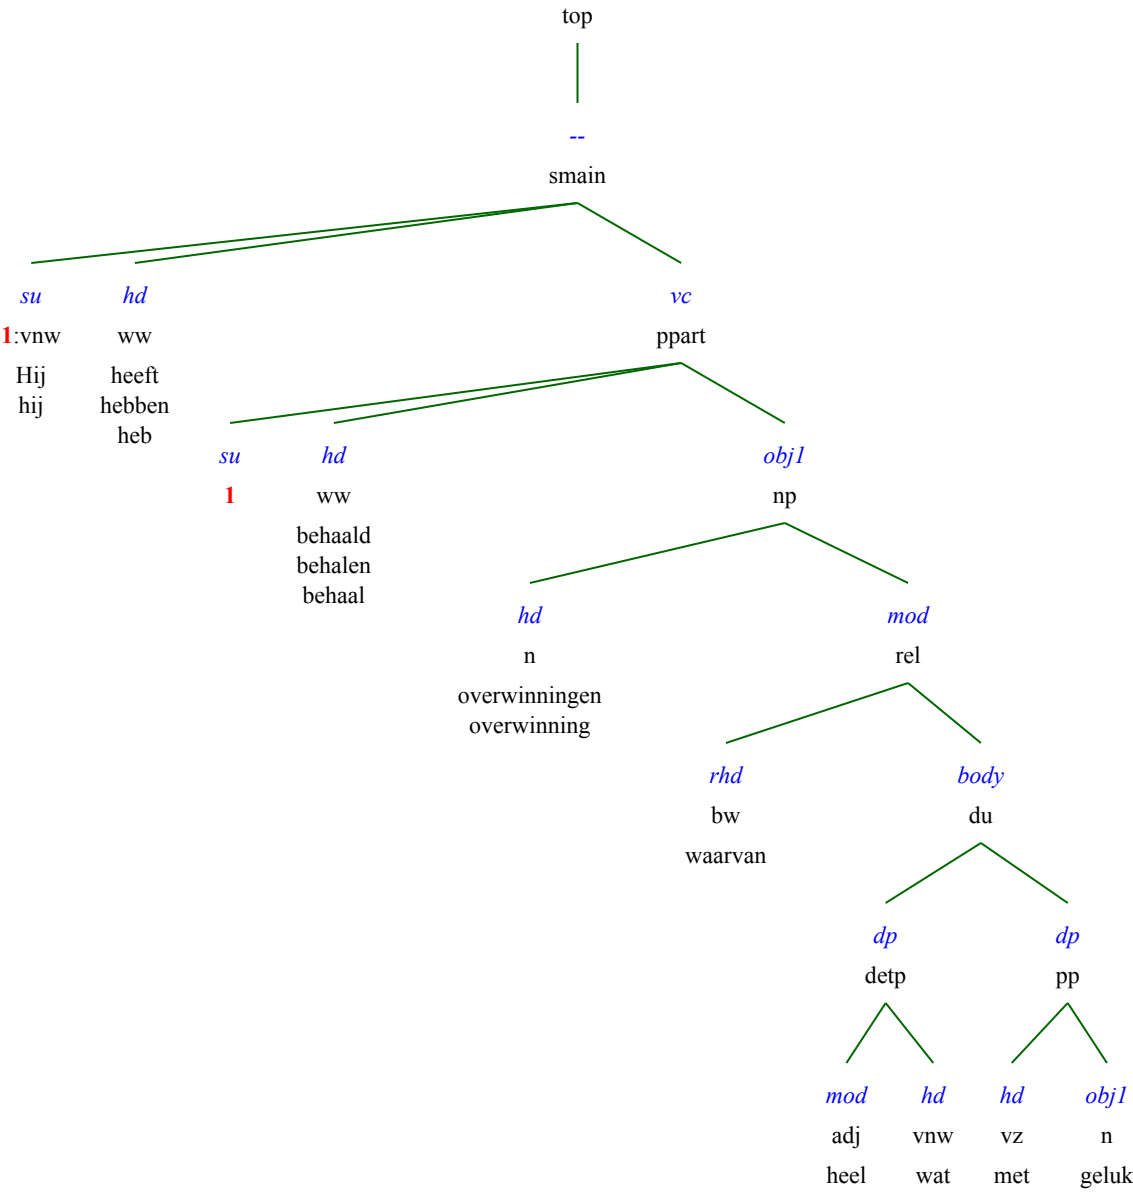 top
--
smain
su hd vc
1:vnw ww ppart
Hij heeft
hij hebben
heb
su hd obj1
1 ww np
behaald
behalen
behaal
hd mod
n rel
overwinningen
overwinning
rhd body
bw du
waarvan
dp dp
detp pp
mod hd hd obj1
adj vnw vz n
heel wat met geluk